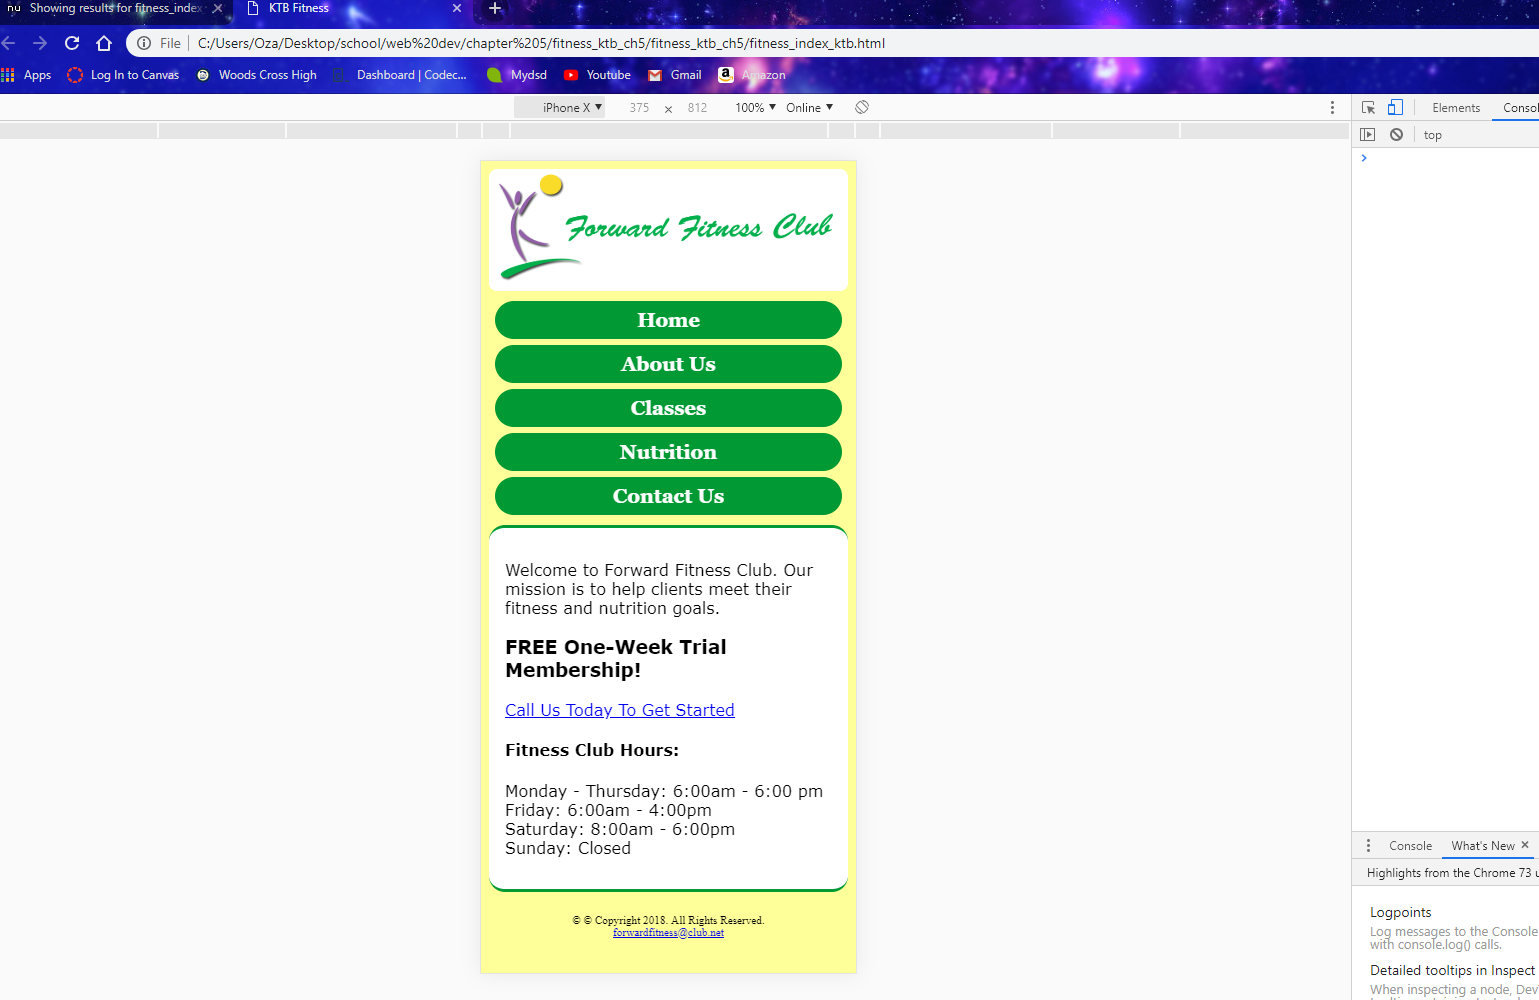 nu Showing results for fitness_index
KTB Fitness
File C:/Users/Oza/Desktop/school/web%20dev/chapter%205/fitness_ktb_ch5/fitness_ktb_ch5/fitness_index_ktb.html
Apps Log In to Canvas Woods Cross High Dashboard | Codec... Mydsd Youtube Gmail Amazon
iPhone X ▼ 375 × 812 100% ▼ Online ▼
Elements Consol
top
Forward Fitness Club
Home
About Us
Classes
Nutrition
Contact Us
Welcome to Forward Fitness Club. Our
mission is to help clients meet their
fitness and nutrition goals.
FREE One-Week Trial
Membership!
Call Us Today To Get Started
Fitness Club Hours:
Monday - Thursday: 6:00am - 6:00 pm
Friday: 6:00am - 4:00pm
Saturday: 8:00am - 6:00pm
Sunday: Closed
© © Copyright 2018. All Rights Reserved.
forwardfitness@club.net
Console What's New ×
Highlights from the Chrome 73 u
Logpoints
Log messages to the Console
with console.log() calls.
Detailed tooltips in Inspect
When inspecting a node, Dev